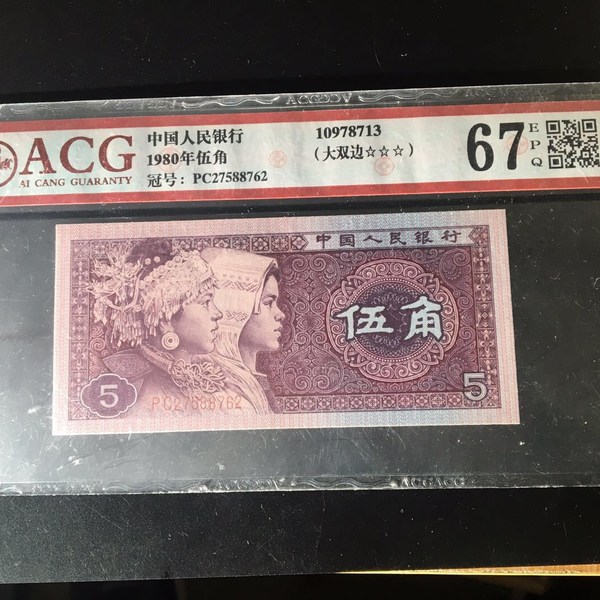 ACG
AI CANG GUARANTY
中国人民银行
1980年伍角
冠号：PC27588762
10978713
（大双边☆☆☆）
67
EPQ
中国人民银行
伍角
5
PC27588762
5
ACGACG